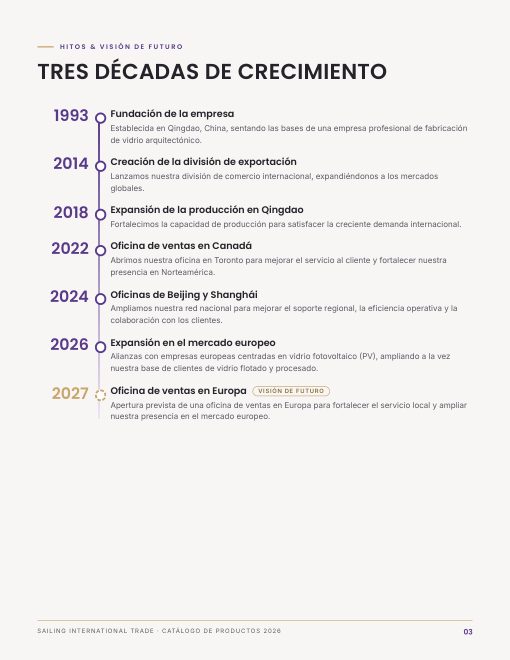 HITOS & VISIÓN DE FUTURO
TRES DÉCADAS DE CRECIMIENTO
1993
Fundación de la empresa
Establecida en Qingdao, China, sentando las bases de una empresa profesional de fabricación
de vidrio arquitectónico.
2014
Creación de la división de exportación
Lanzamos nuestra división de comercio internacional, expandiéndonos a los mercados
globales.
2018
Expansión de la producción en Qingdao
Fortalecimos la capacidad de producción para satisfacer la creciente demanda internacional.
2022
Oficina de ventas en Canadá
Abrimos nuestra oficina en Toronto para mejorar el servicio al cliente y fortalecer nuestra
presencia en Norteamérica.
2024
Oficinas de Beijing y Shanghái
Ampliamos nuestra red nacional para mejorar el soporte regional, la eficiencia operativa y la
colaboración con los clientes.
2026
Expansión en el mercado europeo
Alianzas con empresas europeas centradas en vidrio fotovoltaico (PV), ampliando a la vez
nuestra base de clientes de vidrio flotado y procesado.
2027
Oficina de ventas en Europa VISIÓN DE FUTURO
Apertura prevista de una oficina de ventas en Europa para fortalecer el servicio local y ampliar
nuestra presencia en el mercado europeo.
SAILING INTERNATIONAL TRADE · CATÁLOGO DE PRODUCTOS 2026
03